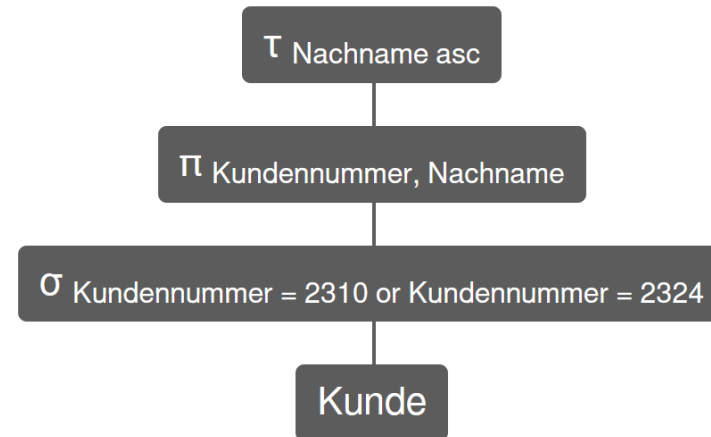 τ Nachname asc
π Kundennummer, Nachname
σ Kundennummer = 2310 or Kundennummer = 2324
Kunde